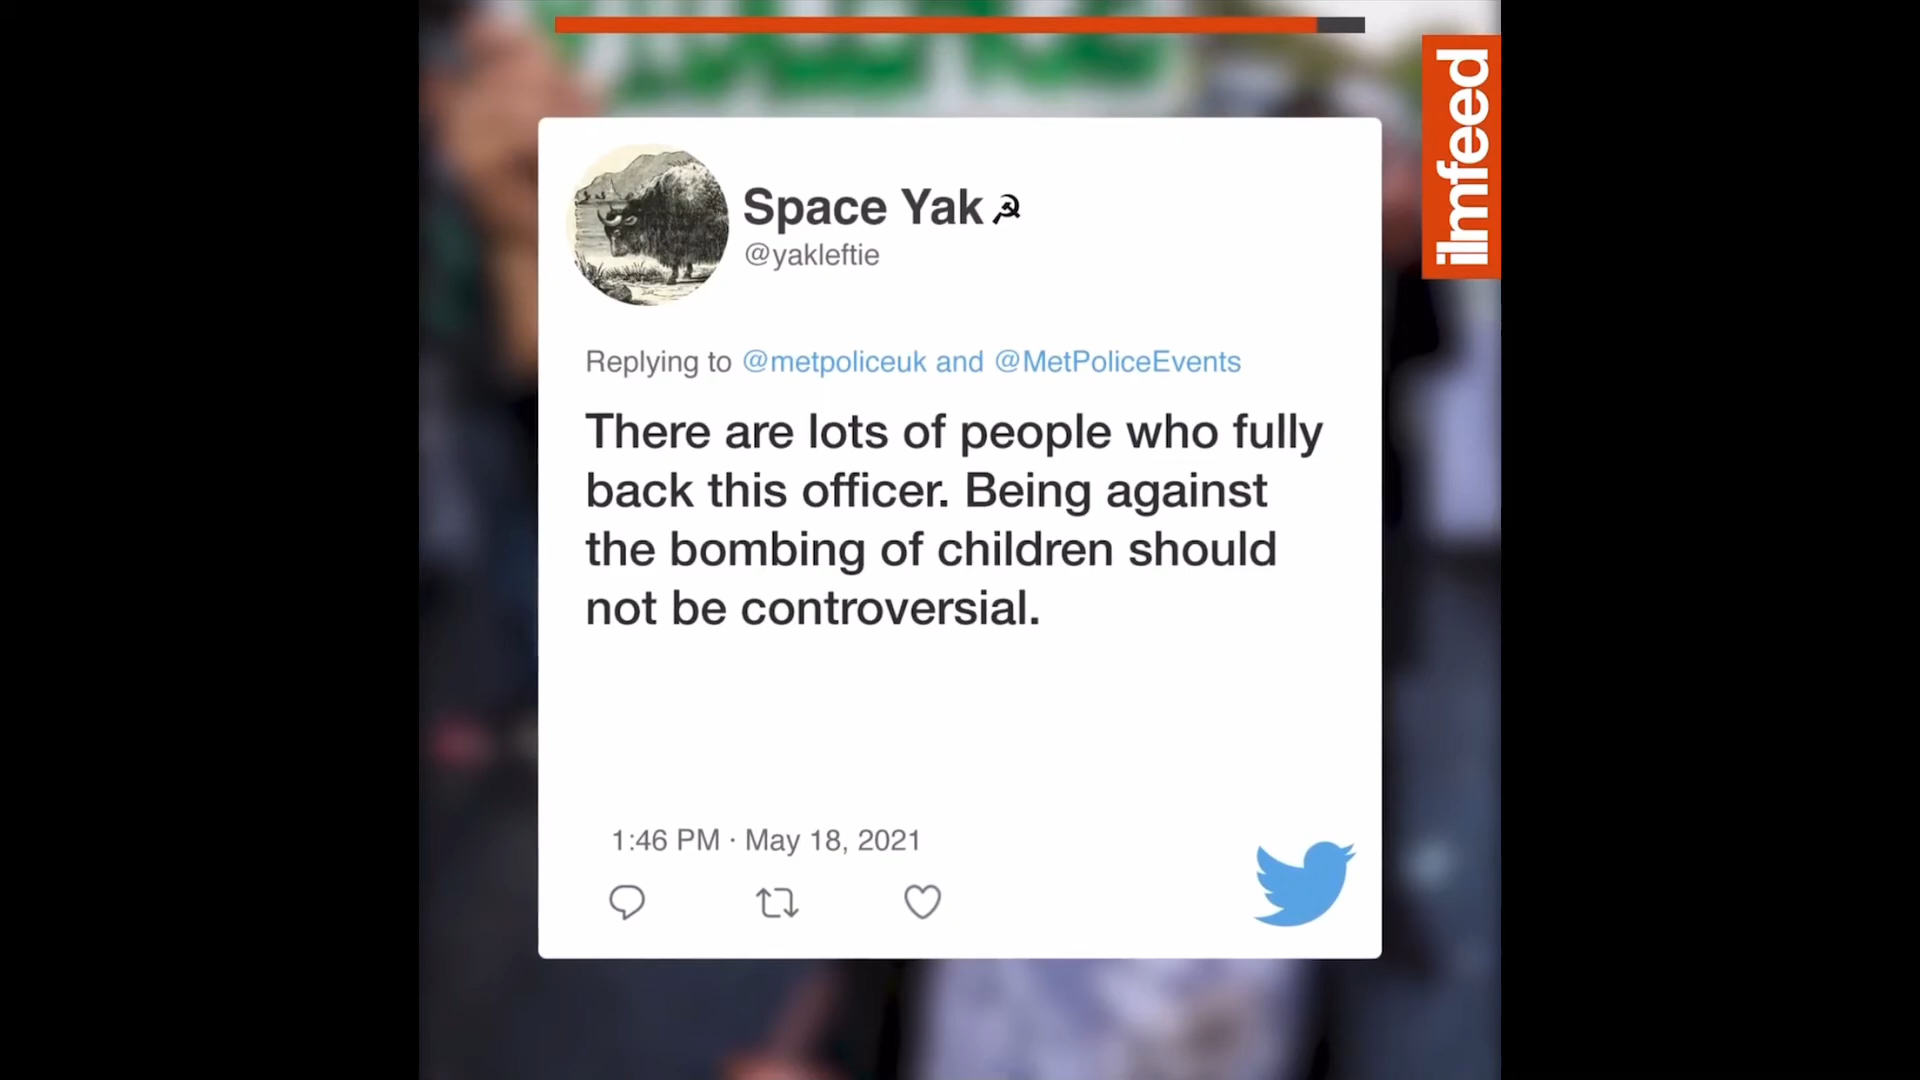 ilmfeed
Space Yak ☭
@yakleftie
Replying to @metpoliceuk and @MetPoliceEvents
There are lots of people who fully
back this officer. Being against
the bombing of children should
not be controversial.
1:46 PM · May 18, 2021